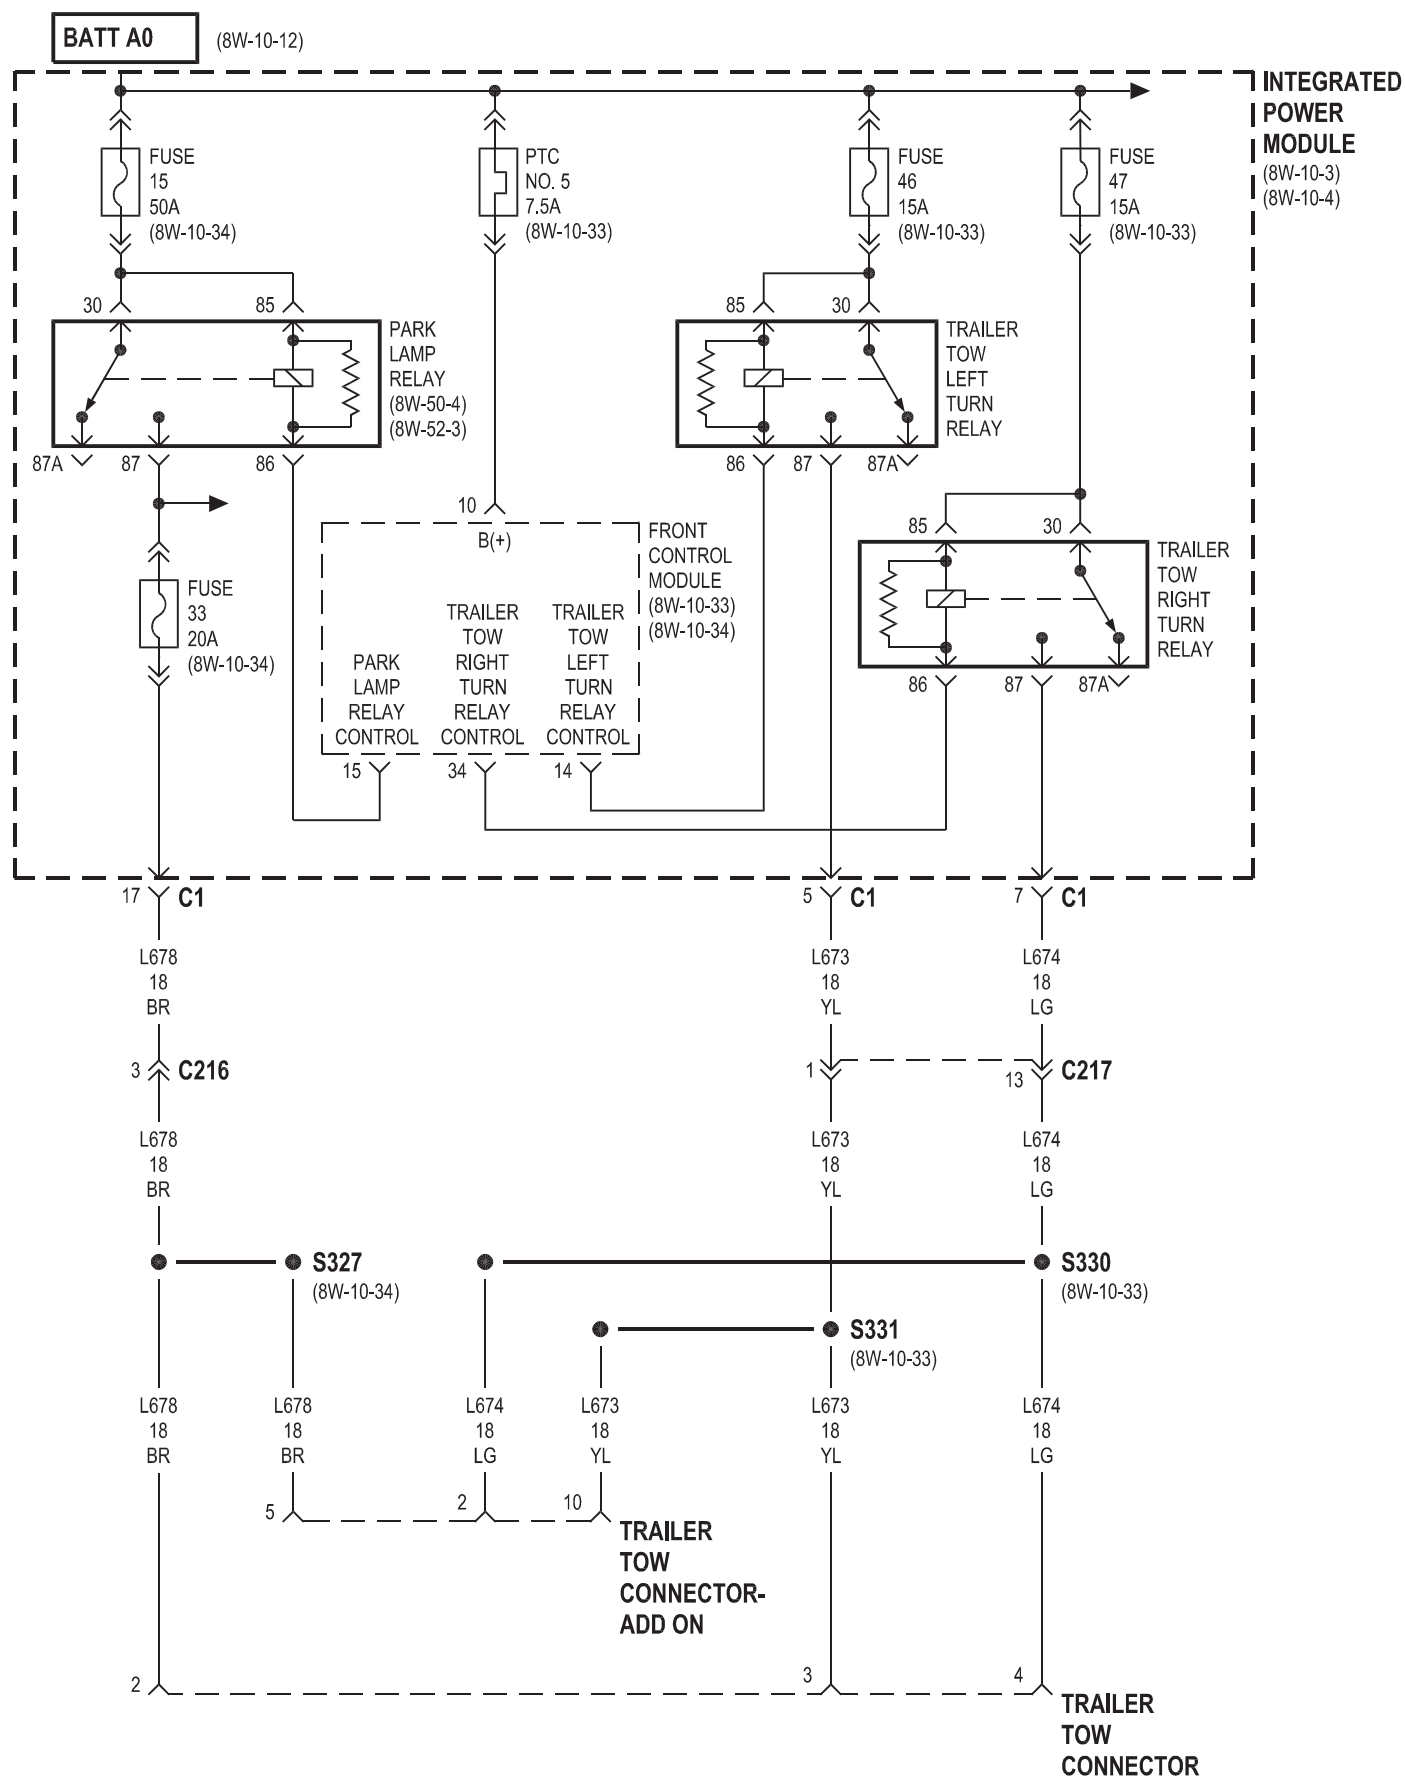 BATT A0
(8W-10-12)
INTEGRATED
POWER
MODULE
(8W-10-3)
(8W-10-4)
FUSE
15
50A
(8W-10-34)
PTC
NO. 5
7.5A
(8W-10-33)
FUSE
46
15A
(8W-10-33)
FUSE
47
15A
(8W-10-33)
30
85
PARK
LAMP
RELAY
(8W-50-4)
(8W-52-3)
87A
87
86
85
30
TRAILER
TOW
LEFT
TURN
RELAY
86
87
87A
FUSE
33
20A
(8W-10-34)
10
B(+)
FRONT
CONTROL
MODULE
(8W-10-33)
(8W-10-34)
PARK
LAMP
RELAY
CONTROL
TRAILER
TOW
RIGHT
TURN
RELAY
CONTROL
TRAILER
TOW
LEFT
TURN
RELAY
CONTROL
15
34
14
85
30
TRAILER
TOW
RIGHT
TURN
RELAY
86
87
87A
17
C1
5
C1
7
C1
L678
18
BR
L673
18
YL
L674
18
LG
3
C216
1
13
C217
L678
18
BR
L673
18
YL
L674
18
LG
S327
(8W-10-34)
S330
(8W-10-33)
S331
(8W-10-33)
L678
18
BR
L678
18
BR
L674
18
LG
L673
18
YL
L673
18
YL
L674
18
LG
5
2
10
TRAILER
TOW
CONNECTOR-
ADD ON
2
3
4
TRAILER
TOW
CONNECTOR